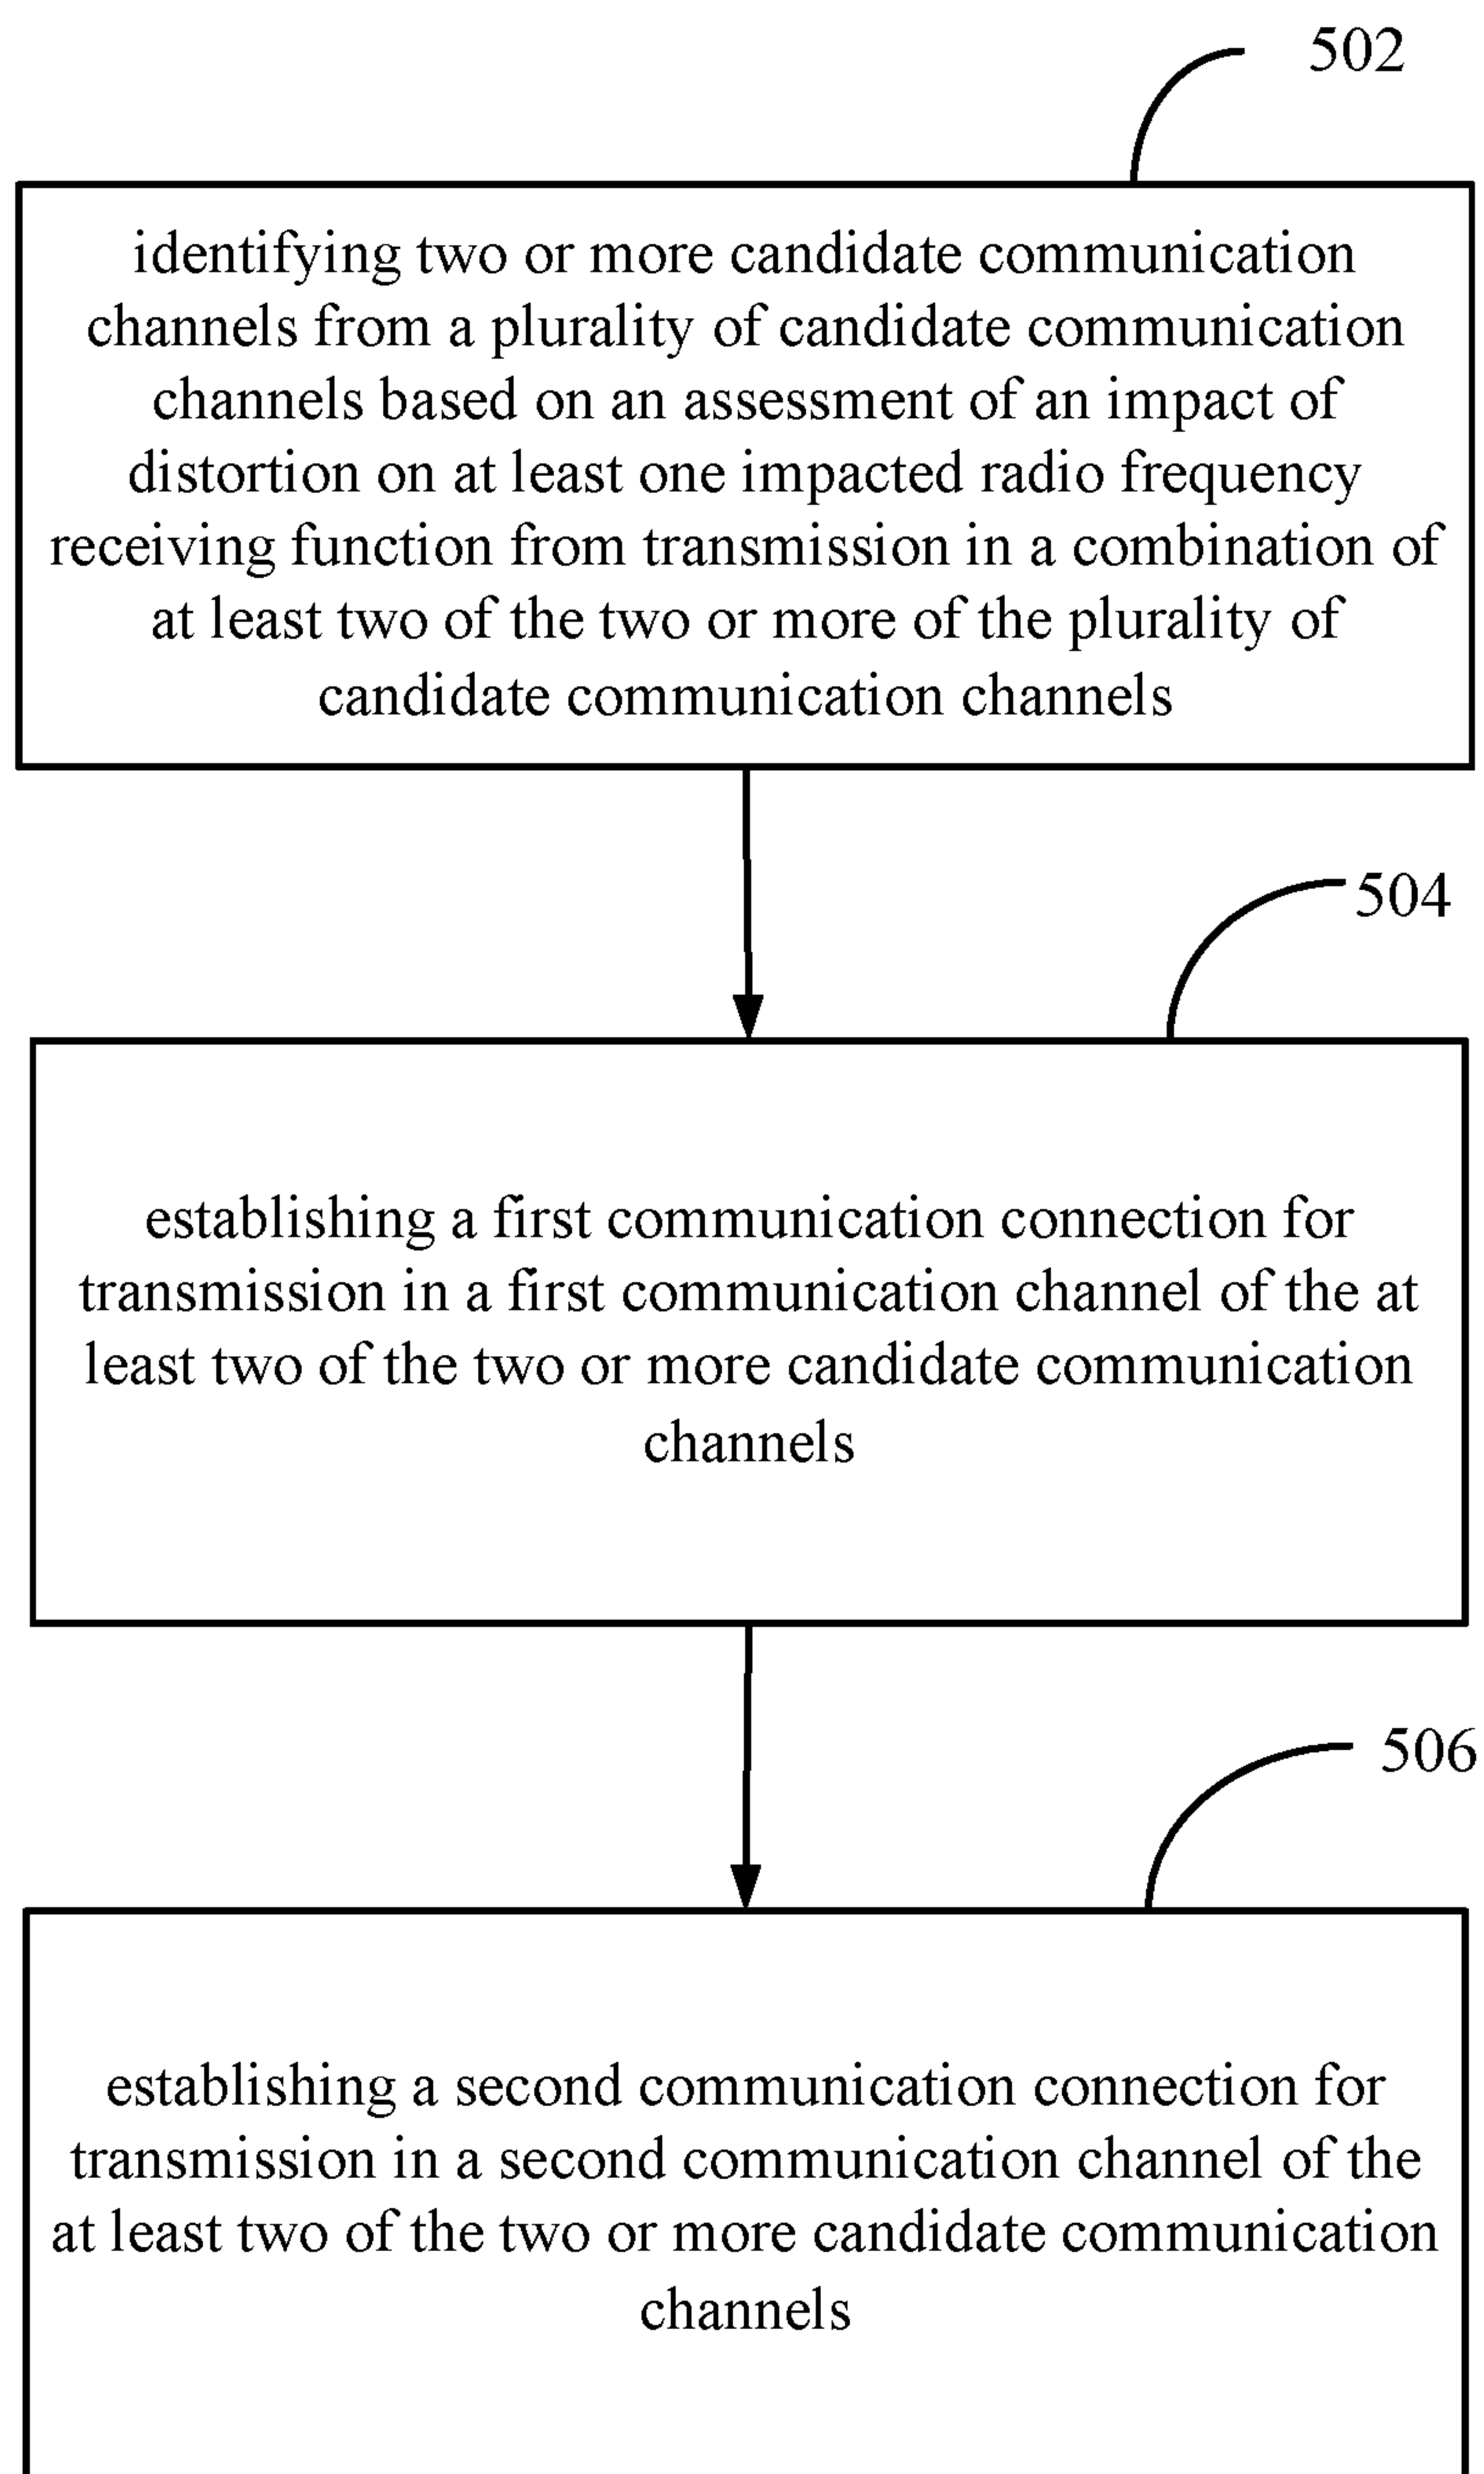 502
identifying two or more candidate communication
channels from a plurality of candidate communication
channels based on an assessment of an impact of
distortion on at least one impacted radio frequency
receiving function from transmission in a combination of
at least two of the two or more of the plurality of
candidate communication channels
504
establishing a first communication connection for
transmission in a first communication channel of the at
least two of the two or more candidate communication
channels
506
establishing a second communication connection for
transmission in a second communication channel of the
at least two of the two or more candidate communication
channels